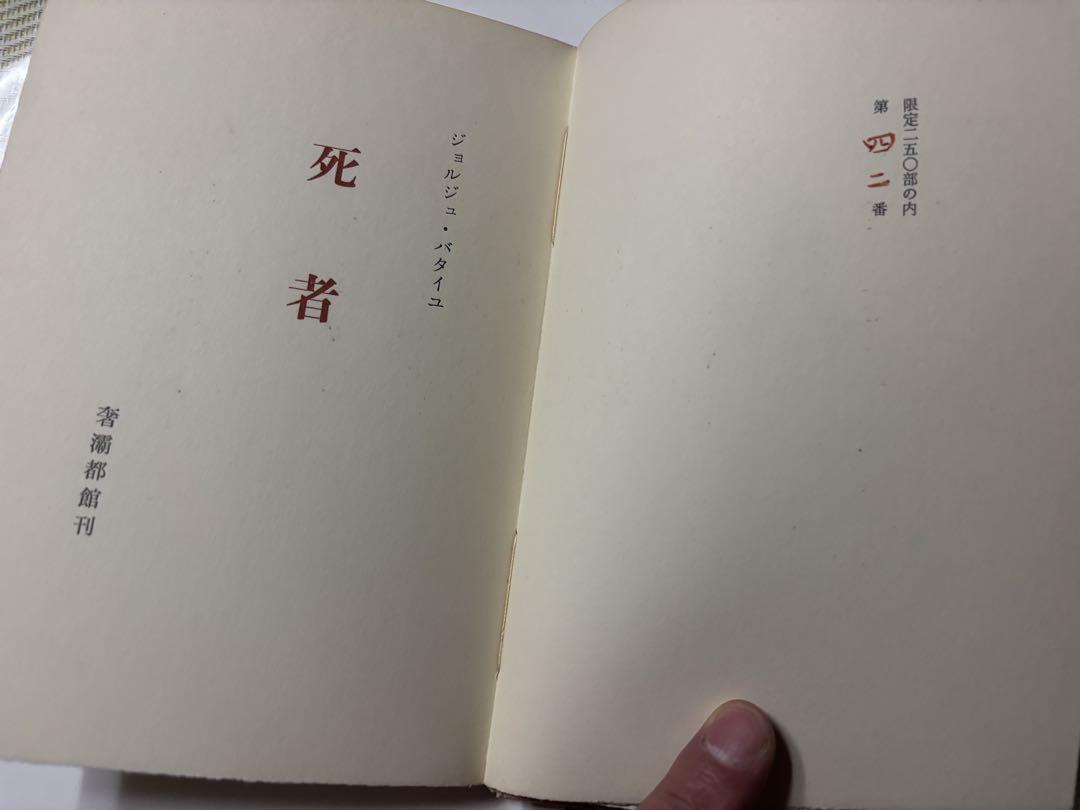 限定二五〇部の内
第四二番
ジョルジュ・バタイユ
死者
奢灞都館刊